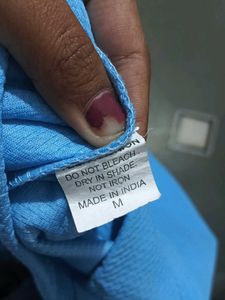 DO NOT BLEACH
DRY IN SHADE.
NOT IRON
MADE IN INDIA
M